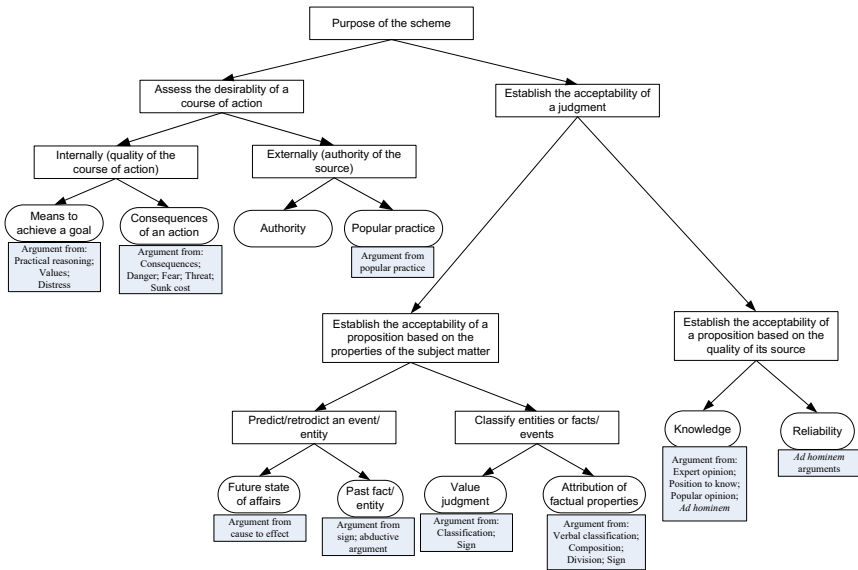 Purpose of the scheme
Assess the desirablity of a
course of action
Establish the acceptability of
a judgment
Internally (quality of the
course of action)
Externally (authority of the
source)
Means to
achieve a goal
Argument from:
Practical reasoning;
Values;
Distress
Consequences
of an action
Argument from:
Consequences;
Danger; Fear; Threat;
Sunk cost
Authority
Popular practice
Argument from
popular practice
Establish the acceptability of a
proposition based on the
properties of the subject matter
Establish the acceptability of
a proposition based on the
quality of its source
Predict/retrodict an event/
entity
Classify entities or facts/
events
Knowledge
Argument from:
Expert opinion;
Position to know;
Popular opinion;
Ad hominem
Reliability
Ad hominem
arguments
Future state
of affairs
Argument from
cause to effect
Past fact/
entity
Argument from
sign; abductive
argument
Value
judgment
Argument from:
Classification;
Sign
Attribution of
factual properties
Argument from:
Verbal classification;
Composition;
Division; Sign